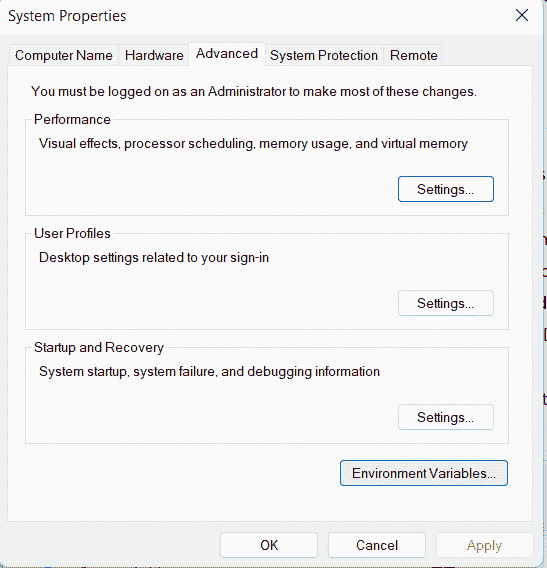 System Properties
Computer Name Hardware Advanced System Protection Remote
You must be logged on as an Administrator to make most of these changes.
Performance
Visual effects, processor scheduling, memory usage, and virtual memory
Settings...
User Profiles
Desktop settings related to your sign-in
Settings...
Startup and Recovery
System startup, system failure, and debugging information
Settings...
Environment Variables...
OK Cancel Apply